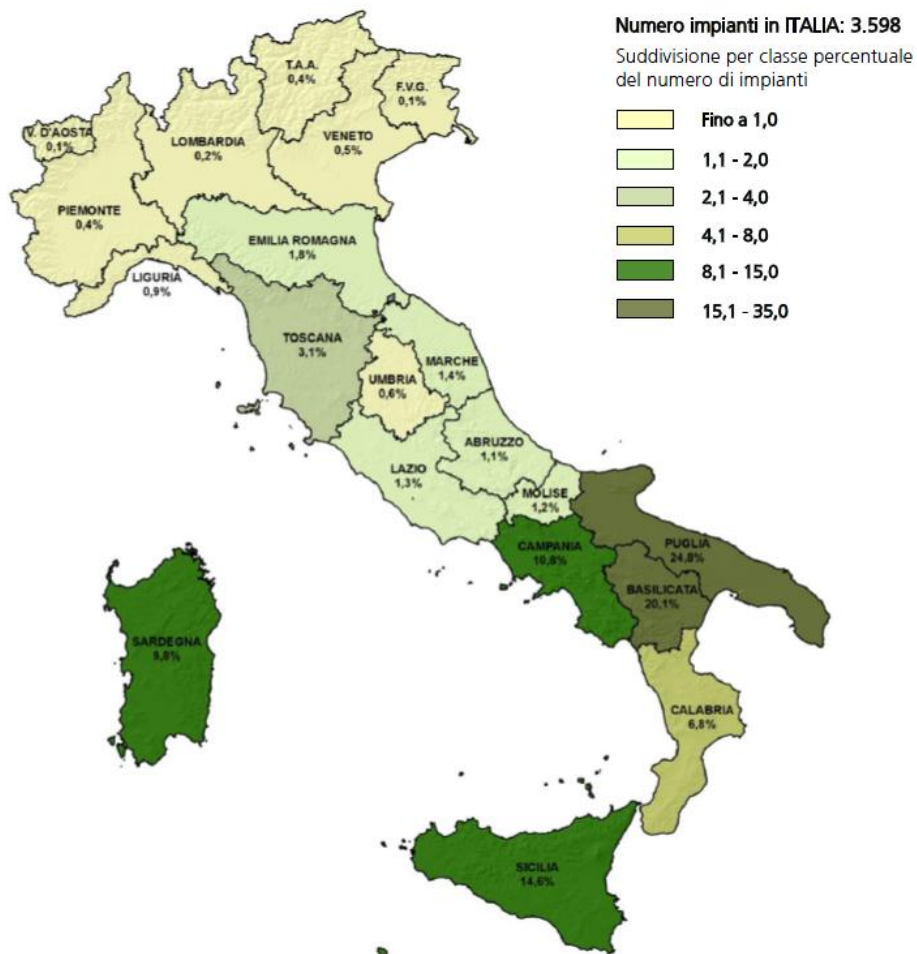 Numero impianti in ITALIA: 3.598
Suddivisione per classe percentuale
del numero di impianti
Fino a 1,0
1,1 - 2,0
2,1 - 4,0
4,1 - 8,0
8,1 - 15,0
15,1 - 35,0
T.A.A.
0,4%
F.V.G.
0,1%
V. D'AOSTA
0,1%
LOMBARDIA
0,2%
VENETO
0,5%
PIEMONTE
0,4%
EMILIA ROMAGNA
1,8%
LIGURIA
0,9%
TOSCANA
3,1%
MARCHE
1,4%
UMBRIA
0,6%
ABRUZZO
1,1%
LAZIO
1,3%
MOLISE
1,2%
CAMPANIA
10,8%
PUGLIA
24,8%
BASILICATA
20,1%
SARDEGNA
9,8%
CALABRIA
6,8%
SICILIA
14,6%